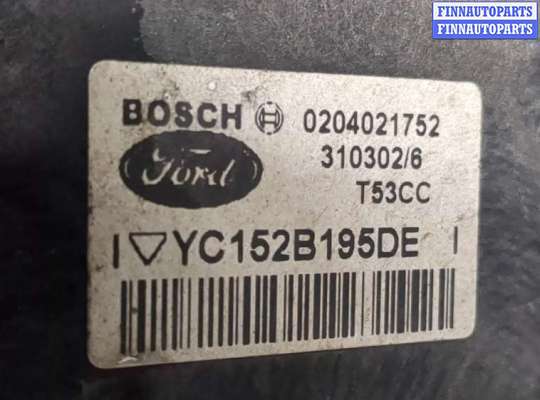 FINNAUTOPARTS
FINNAUTOPARTS
BOSCH 0204021752
Ford 310302/6
T53CC
YC152B195DE